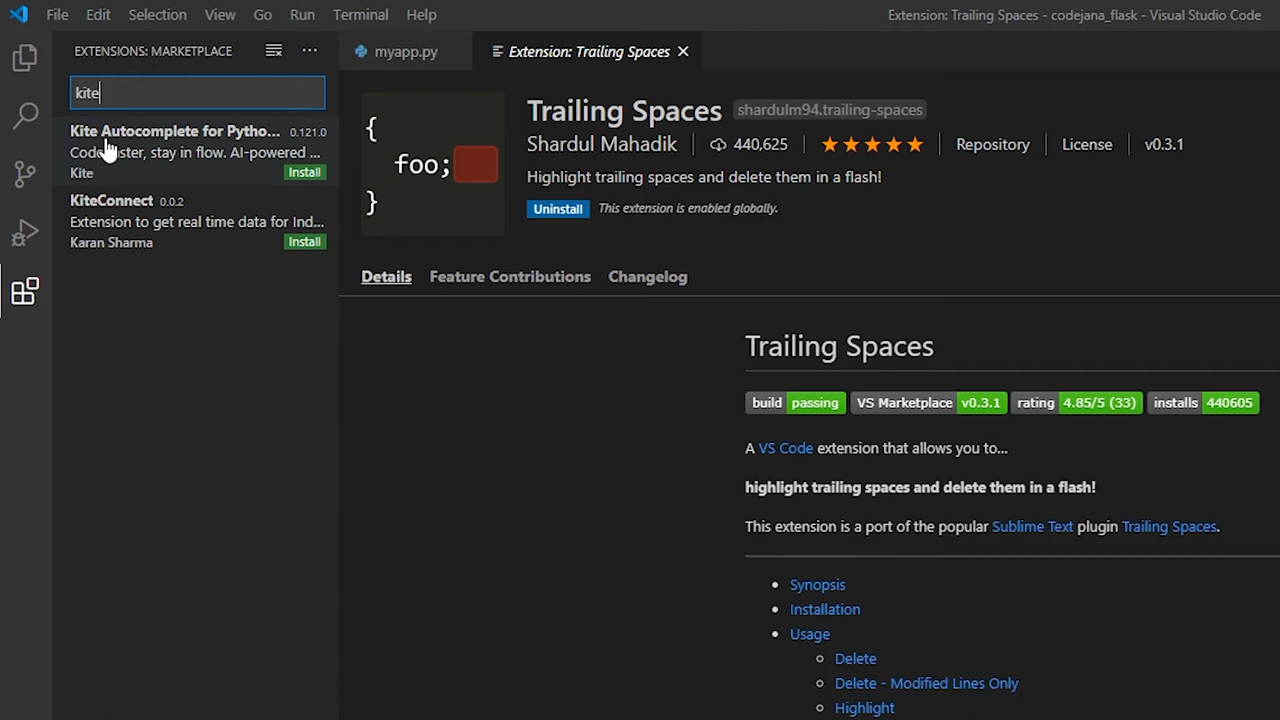 File Edit Selection View Go Run Terminal Help
Extension: Trailing Spaces - codejana_flask - Visual Studio Code
EXTENSIONS: MARKETPLACE
kite
Kite Autocomplete for Pytho... 0.121.0
Code faster, stay in flow. AI-powered ...
Kite Install
KiteConnect 0.0.2
Extension to get real time data for Ind...
Karan Sharma Install
myapp.py
Extension: Trailing Spaces
{
foo;
}
Trailing Spaces shardulm94.trailing-spaces
Shardul Mahadik 440,625 Repository License v0.3.1
Highlight trailing spaces and delete them in a flash!
Uninstall This extension is enabled globally.
Details Feature Contributions Changelog
Trailing Spaces
build passing VS Marketplace v0.3.1 rating 4.85/5 (33) installs 440605
A VS Code extension that allows you to...
highlight trailing spaces and delete them in a flash!
This extension is a port of the popular Sublime Text plugin Trailing Spaces.
Synopsis
Installation
Usage
Delete
Delete - Modified Lines Only
Highlight